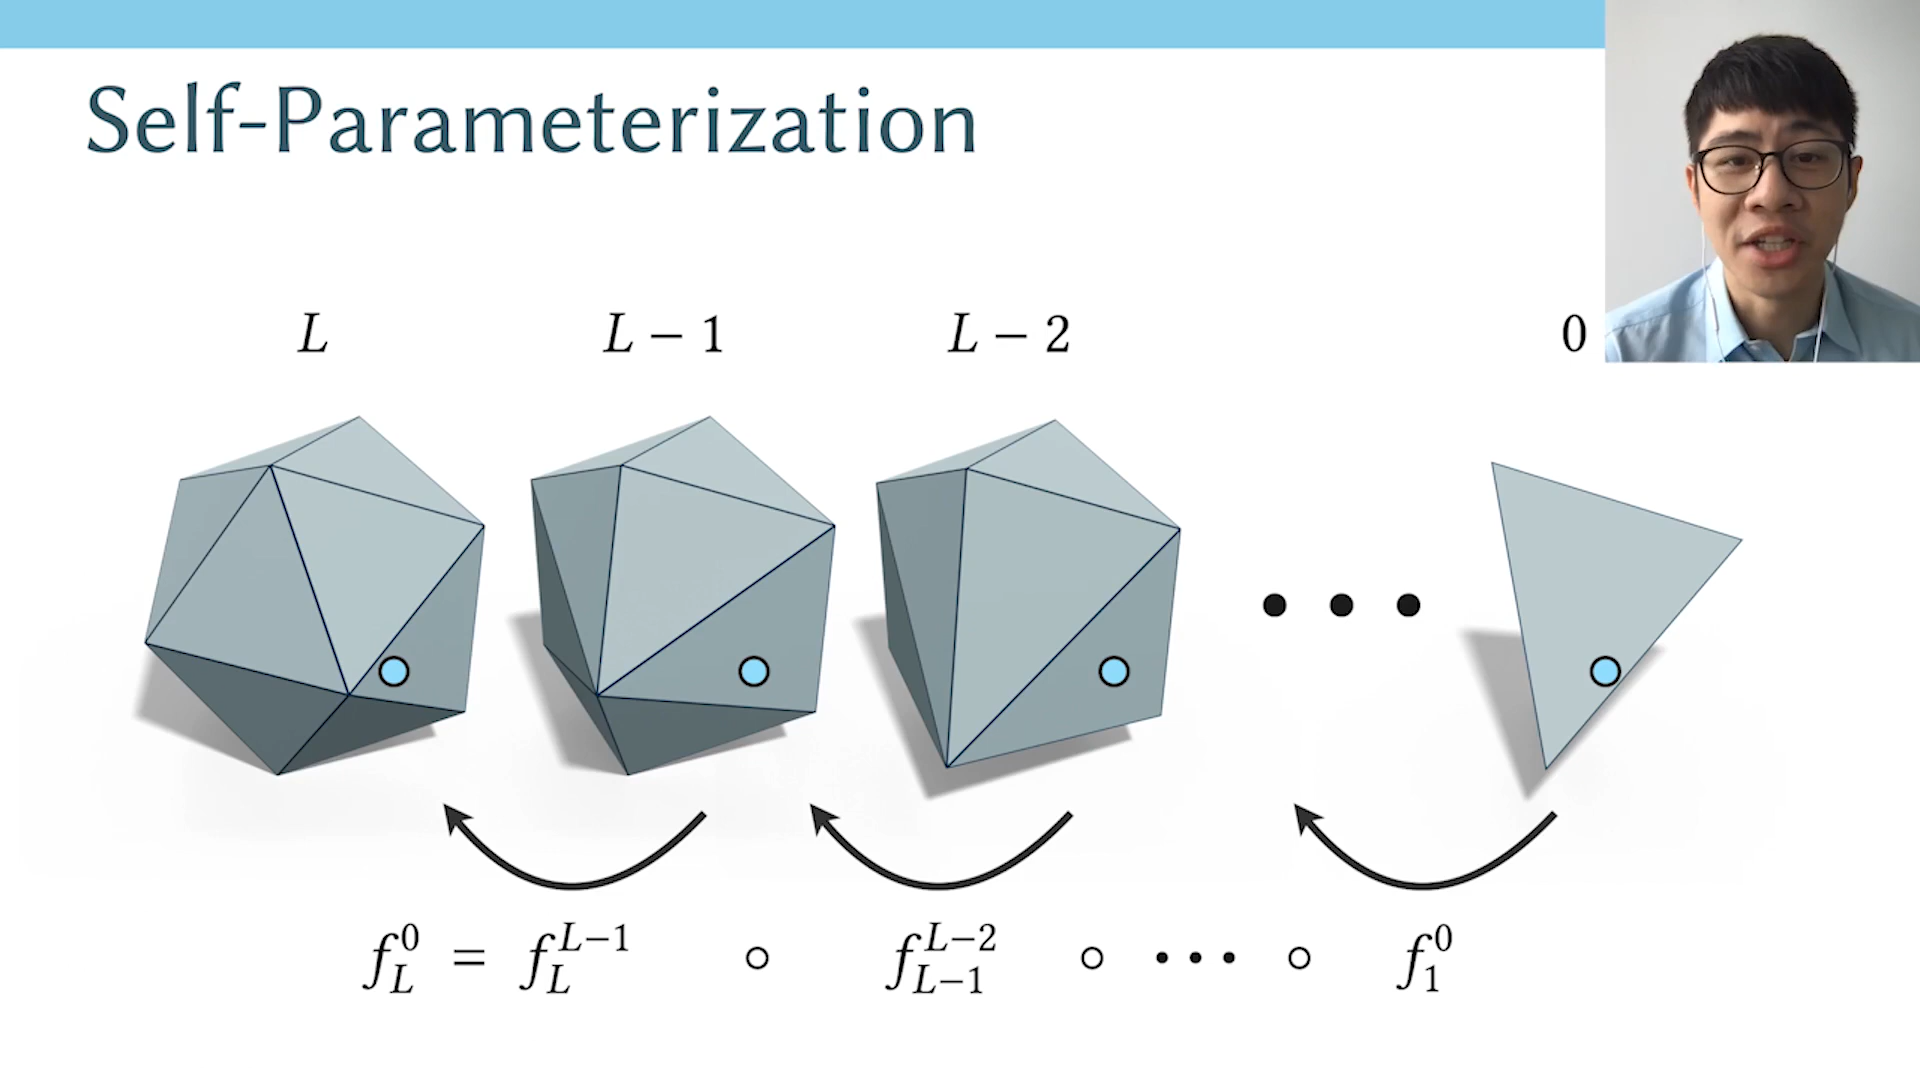 Self-Parameterization
L L − 1 L − 2 0
• • •
f_L^0 = f_L^{L−1} ∘ f_{L−1}^{L−2} ∘ ⋯ ∘ f_1^0